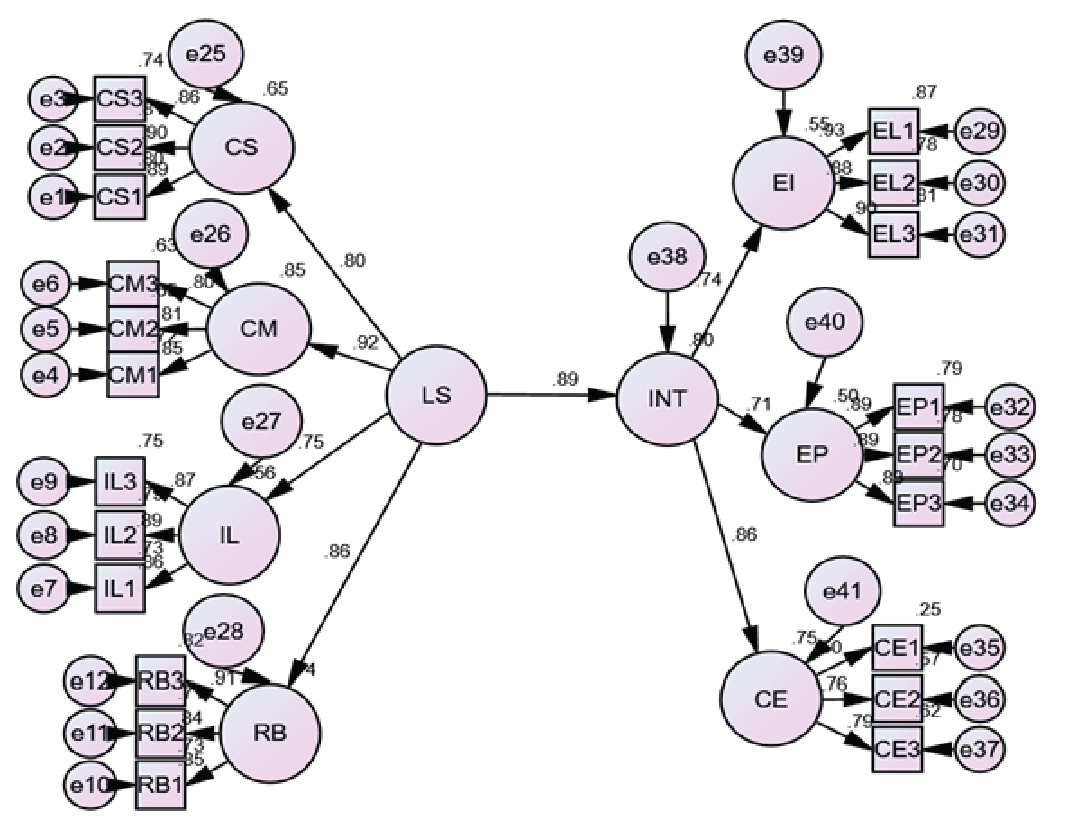 e25
.74
.65
e3
CS3
.86
e2
CS2
.90
CS
e1
CS1
.89
e26
.63
.85
.80
e6
CM3
.80
e5
CM2
.81
CM
e4
CM1
.85
.92
LS
.89
e27
.75
.75
.56
e9
IL3
.87
e8
IL2
.89
IL
.73
e7
IL1
.86
.86
e28
.82
e12
RB3
.91
e11
RB2
.84
RB
.73
e10
RB1
.85
e39
.87
.55
.93
EL1
e29
.78
EI
.88
EL2
e30
.81
.90
EL3
e31
e38
.74
.80
INT
e40
.71
.79
.50
.89
EP1
e32
.78
EP
.89
EP2
e33
.70
EP3
e34
.86
e41
.25
.75
CE1
e35
.57
CE
.76
CE2
e36
.62
.79
CE3
e37